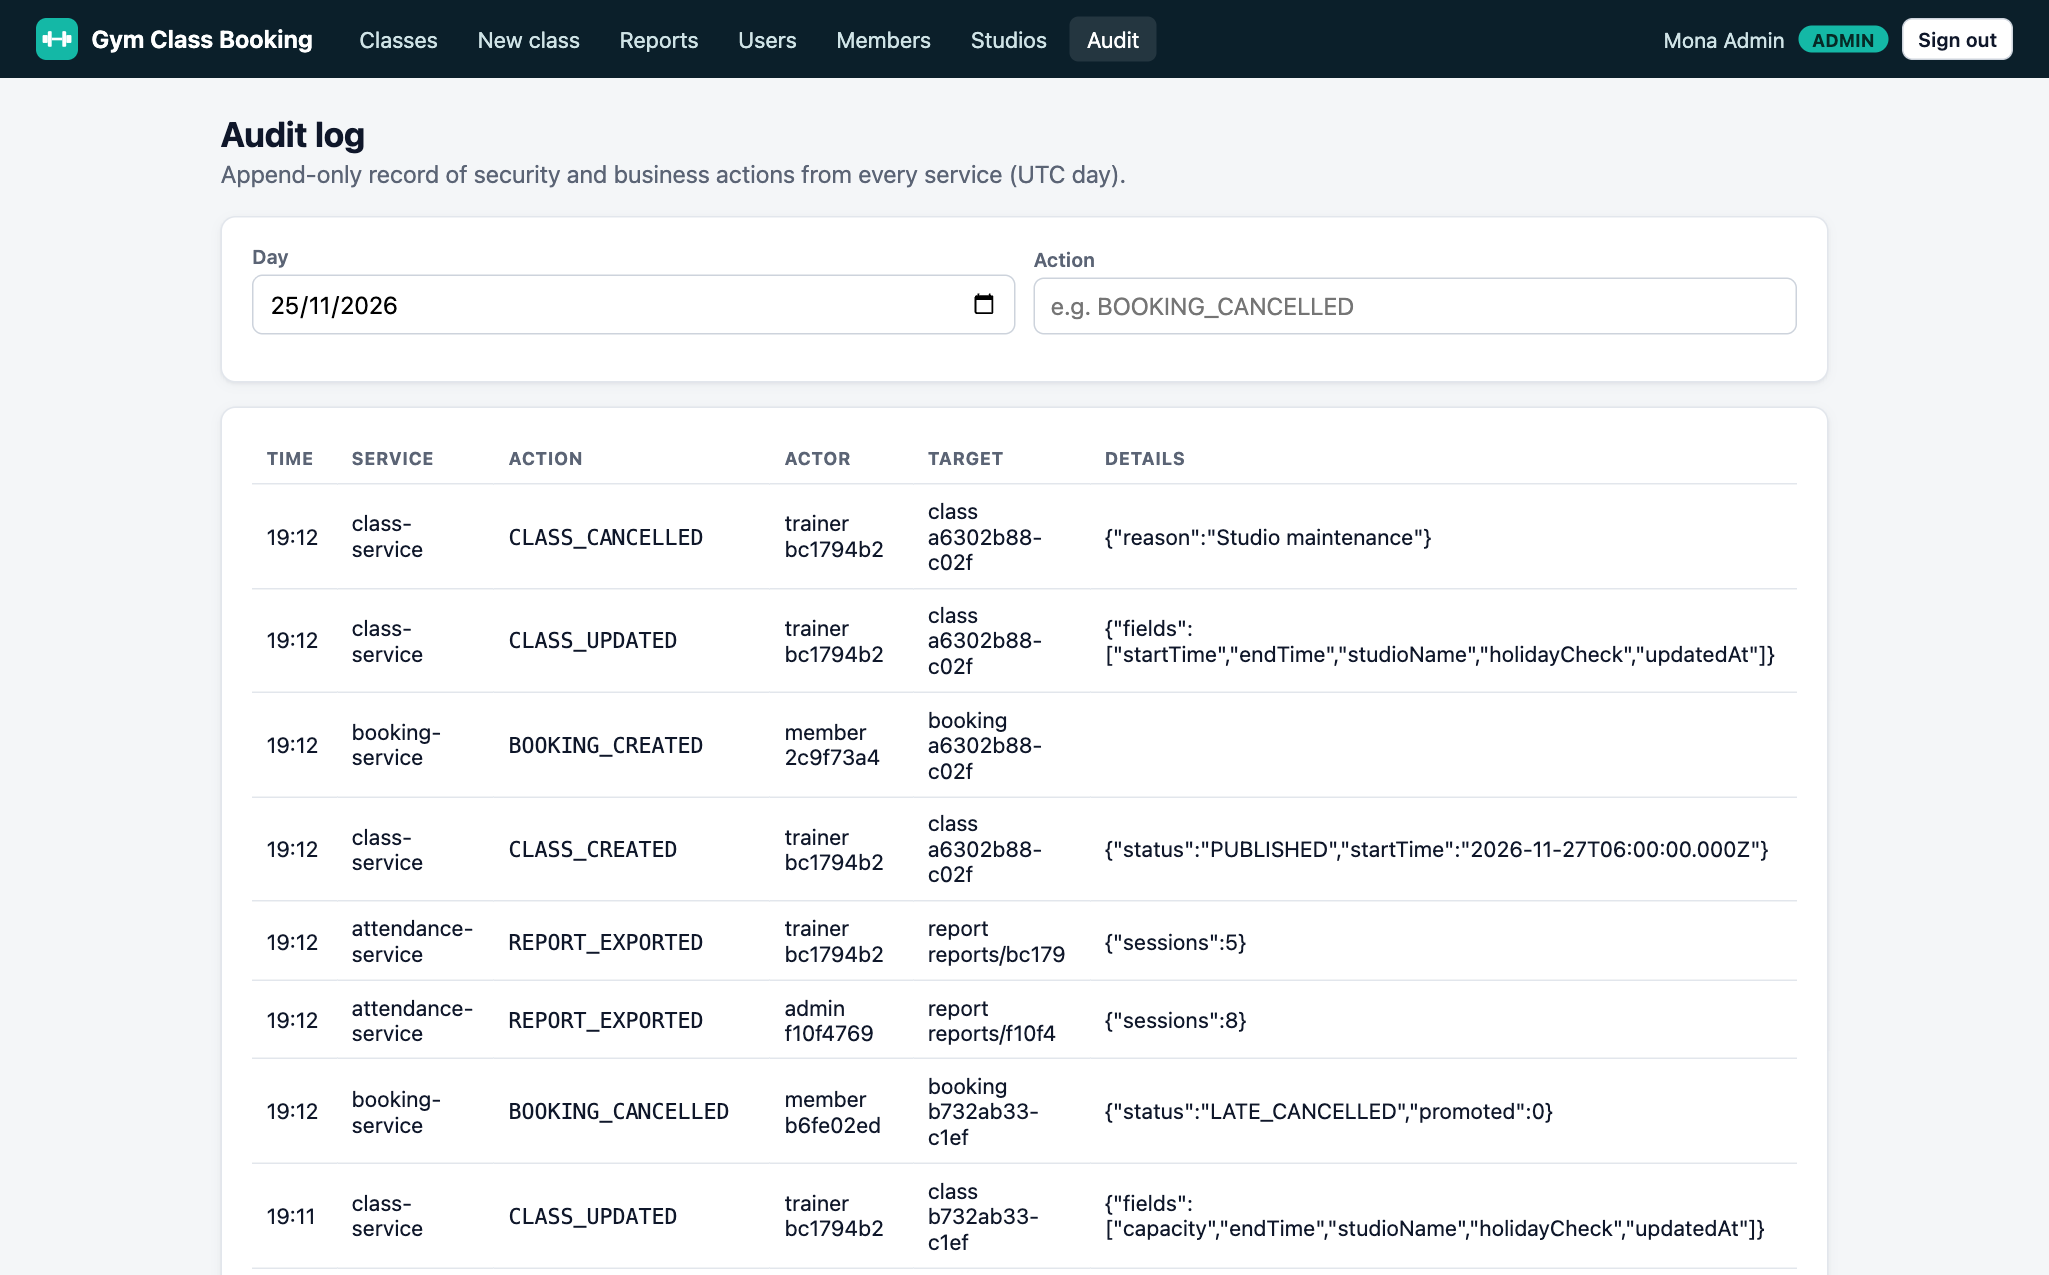 Gym Class Booking Classes New class Reports Users Members Studios Audit Mona Admin ADMIN Sign out
Audit log
Append-only record of security and business actions from every service (UTC day).
Day
25/11/2026
Action
e.g. BOOKING_CANCELLED
TIME SERVICE ACTION ACTOR TARGET DETAILS
19:12 class-
service CLASS_CANCELLED trainer
bc1794b2 class
a6302b88-
c02f {"reason":"Studio maintenance"}
19:12 class-
service CLASS_UPDATED trainer
bc1794b2 class
a6302b88-
c02f {"fields":
["startTime","endTime","studioName","holidayCheck","updatedAt"]}
19:12 booking-
service BOOKING_CREATED member
2c9f73a4 booking
a6302b88-
c02f
19:12 class-
service CLASS_CREATED trainer
bc1794b2 class
a6302b88-
c02f {"status":"PUBLISHED","startTime":"2026-11-27T06:00:00.000Z"}
19:12 attendance-
service REPORT_EXPORTED trainer
bc1794b2 report
reports/bc179 {"sessions":5}
19:12 attendance-
service REPORT_EXPORTED admin
f10f4769 report
reports/f10f4 {"sessions":8}
19:12 booking-
service BOOKING_CANCELLED member
b6fe02ed booking
b732ab33-
c1ef {"status":"LATE_CANCELLED","promoted":0}
19:11 class-
service CLASS_UPDATED trainer
bc1794b2 class
b732ab33-
c1ef {"fields":
["capacity","endTime","studioName","holidayCheck","updatedAt"]}